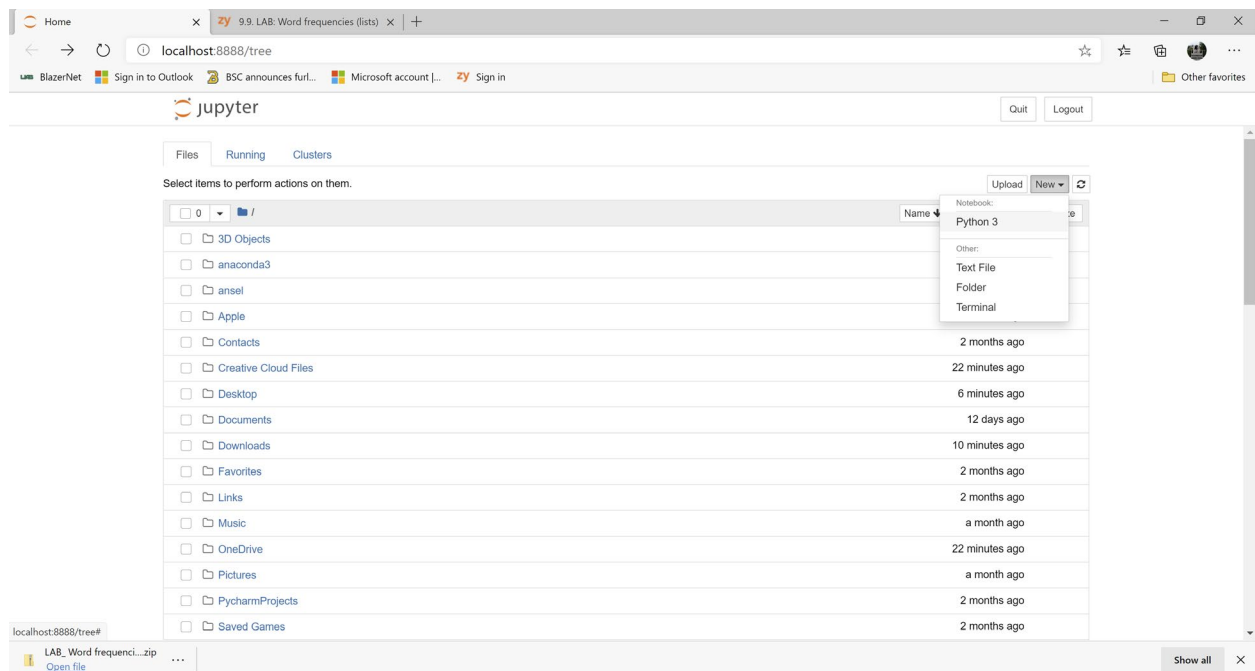 Home
zy 9.9. LAB: Word frequencies (lists)
localhost:8888/tree
UAB BlazerNet Sign in to Outlook BSC announces furl... Microsoft account |... zy Sign in Other favorites
jupyter Quit Logout
Files Running Clusters
Select items to perform actions on them. Upload New
0 / Name
Notebook:
Python 3
Other:
Text File
Folder
Terminal
3D Objects
anaconda3
ansel
Apple
Contacts 2 months ago
Creative Cloud Files 22 minutes ago
Desktop 6 minutes ago
Documents 12 days ago
Downloads 10 minutes ago
Favorites 2 months ago
Links 2 months ago
Music a month ago
OneDrive 22 minutes ago
Pictures a month ago
PycharmProjects 2 months ago
Saved Games 2 months ago
localhost:8888/tree#
LAB_ Word frequenci....zip
Open file
Show all